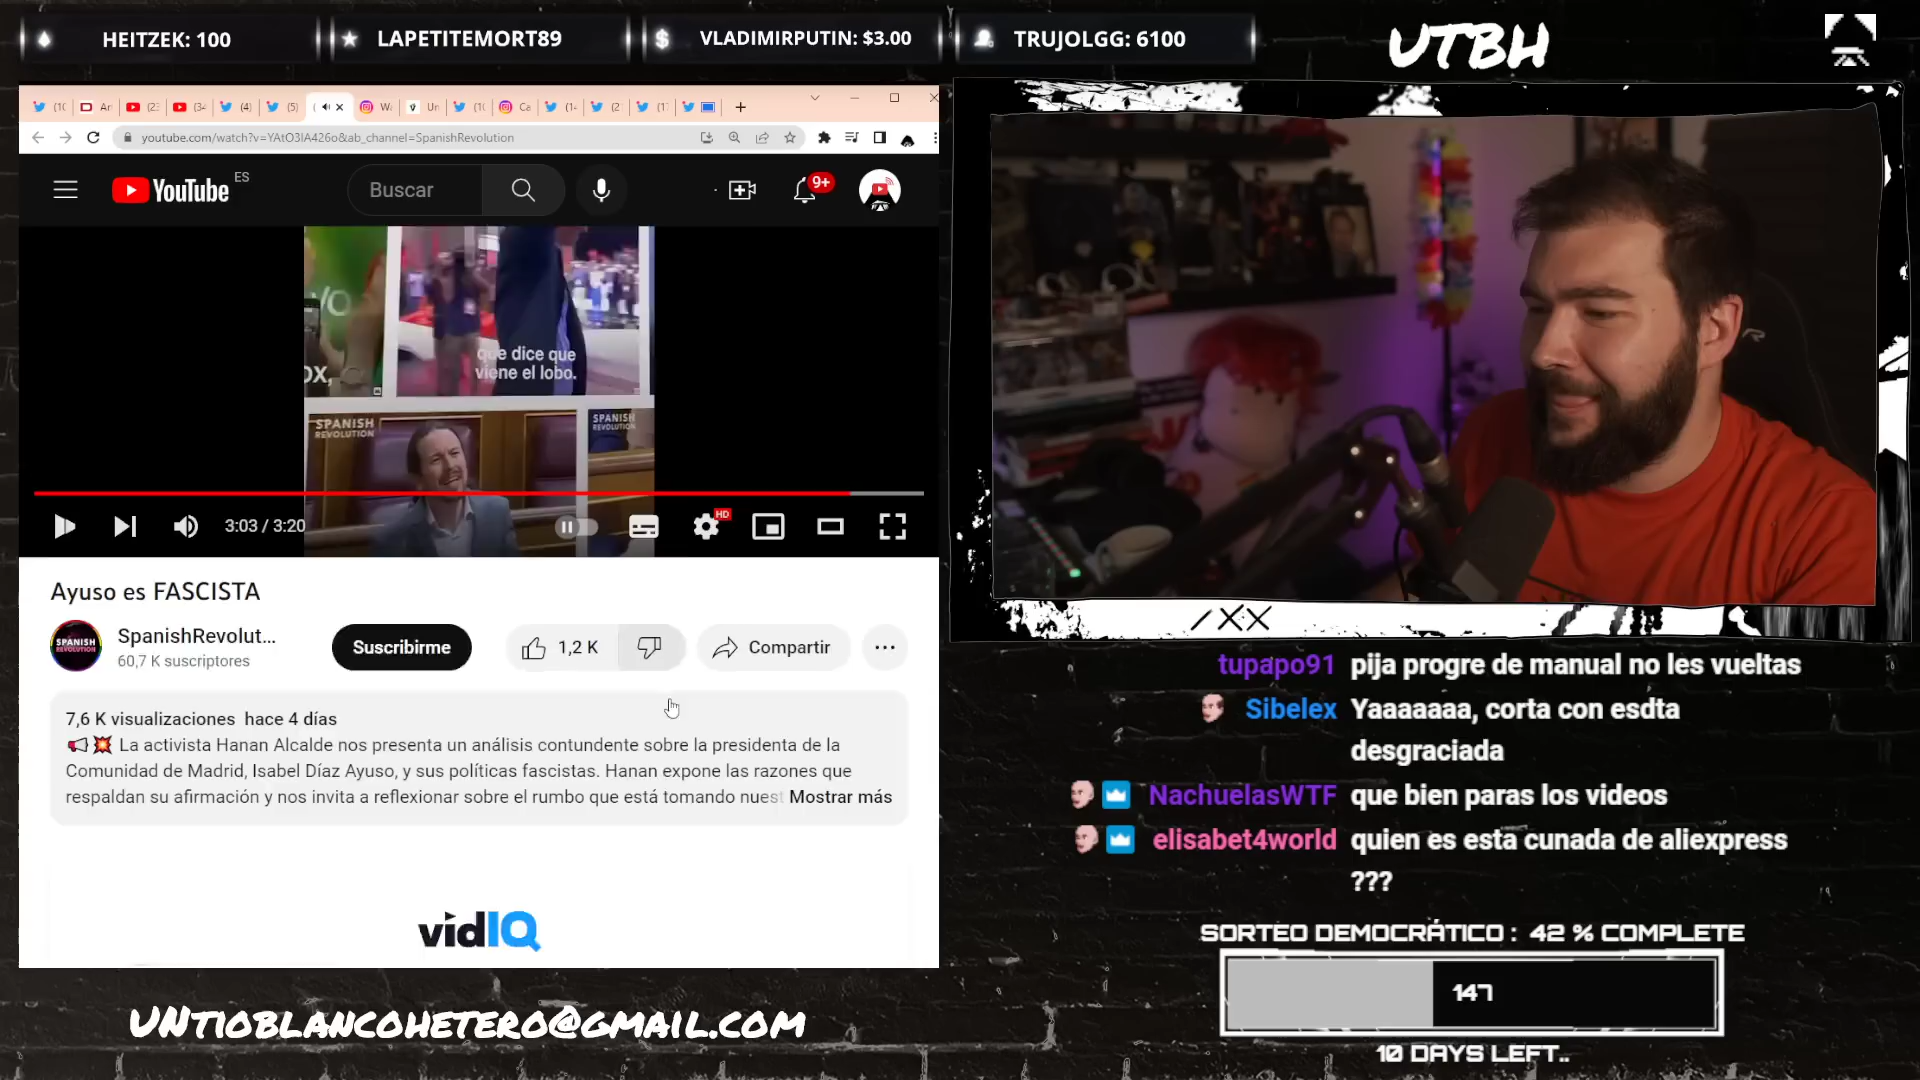 HEITZEK: 100
LAPETITEMORT89
VLADIMIRPUTIN: $3.00
TRUJOLGG: 6100
UTBH
youtube.com/watch?v=YAtO3IA426o&ab_channel=SpanishRevolution
YouTube ES
Buscar
9+
que dice que
viene el lobo.
SPANISH
REVOLUTION
SPANISH
REVOLUTION
3:03 / 3:20
HD
Ayuso es FASCISTA
SpanishRevolut...
60,7 K suscriptores
Suscribirme
1,2 K
Compartir
7,6 K visualizaciones hace 4 días
La activista Hanan Alcalde nos presenta un análisis contundente sobre la presidenta de la
Comunidad de Madrid, Isabel Díaz Ayuso, y sus políticas fascistas. Hanan expone las razones que
respaldan su afirmación y nos invita a reflexionar sobre el rumbo que está tomando nuest Mostrar más
vidIQ
tupapo91 pija progre de manual no les vueltas
Sibelex Yaaaaaaa, corta con esdta
desgraciada
NachuelasWTF que bien paras los videos
elisabet4world quien es esta cunada de aliexpress
???
SORTEO DEMOCRÁTICO : 42 % COMPLETE
147
10 DAYS LEFT..
UNTIOBLANCOHETERO@GMAIL.COM